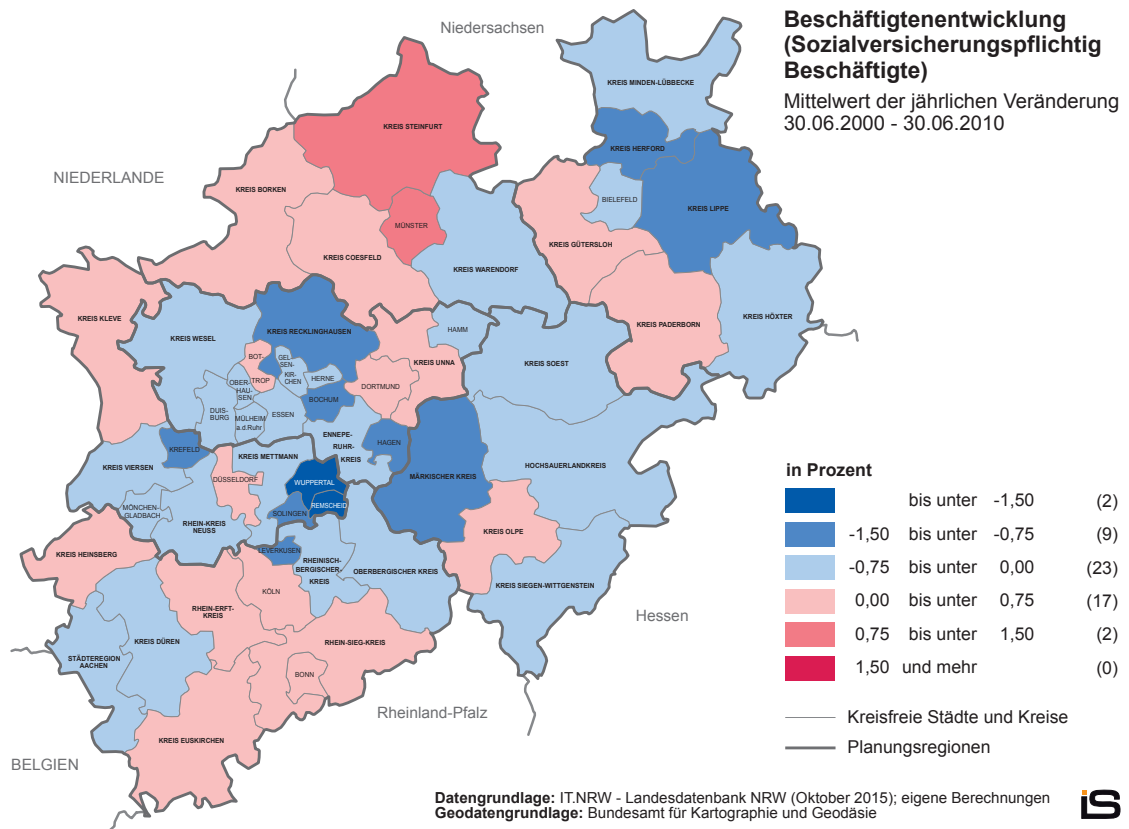 Beschäftigtenentwicklung
(Sozialversicherungspflichtig
Beschäftigte)
Mittelwert der jährlichen Veränderung
30.06.2000 - 30.06.2010
Niedersachsen
NIEDERLANDE
KREIS MINDEN-LÜBBECKE
KREIS STEINFURT
KREIS HERFORD
KREIS BORKEN
BIELEFELD
KREIS LIPPE
MÜNSTER
KREIS GÜTERSLOH
KREIS COESFELD
KREIS WARENDORF
KREIS HÖXTER
KREIS KLEVE
KREIS PADERBORN
KREIS RECKLINGHAUSEN
HAMM
KREIS WESEL
KREIS UNNA
KREIS SOEST
BOT-
TROP
GEL-
SEN-
KIR-
CHEN
HERNE
DORTMUND
OBER-
HAU-
SEN
BOCHUM
DUIS-
BURG
MÜLHEIM
a.d.Ruhr
ESSEN
ENNEPE-
RUHR-
KREIS
HAGEN
KREFELD
KREIS METTMANN
KREIS VIERSEN
HOCHSAUERLANDKREIS
DÜSSELDORF
WUPPERTAL
MÄRKISCHER KREIS
MÖNCHEN-
GLADBACH
REMSCHEID
SOLINGEN
RHEIN-KREIS
NEUSS
KREIS OLPE
KREIS HEINSBERG
LEVERKUSEN
RHEINISCH-
BERGISCHER-
KREIS
OBERBERGISCHER KREIS
KREIS SIEGEN-WITTGENSTEIN
KÖLN
RHEIN-ERFT-
KREIS
KREIS DÜREN
RHEIN-SIEG-KREIS
STÄDTEREGION
AACHEN
BONN
KREIS EUSKIRCHEN
Hessen
Rheinland-Pfalz
BELGIEN
in Prozent
bis unter -1,50 (2)
-1,50 bis unter -0,75 (9)
-0,75 bis unter 0,00 (23)
0,00 bis unter 0,75 (17)
0,75 bis unter 1,50 (2)
1,50 und mehr (0)
Kreisfreie Städte und Kreise
Planungsregionen
Datengrundlage: IT.NRW - Landesdatenbank NRW (Oktober 2015); eigene Berechnungen
Geodatengrundlage: Bundesamt für Kartographie und Geodäsie
iS